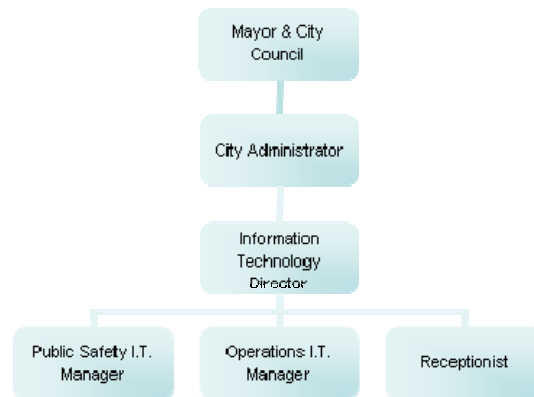 Mayor & City
Council
City Administrator
Information
Technology
Director
Public Safety I.T.
Manager
Operations I.T.
Manager
Receptionist